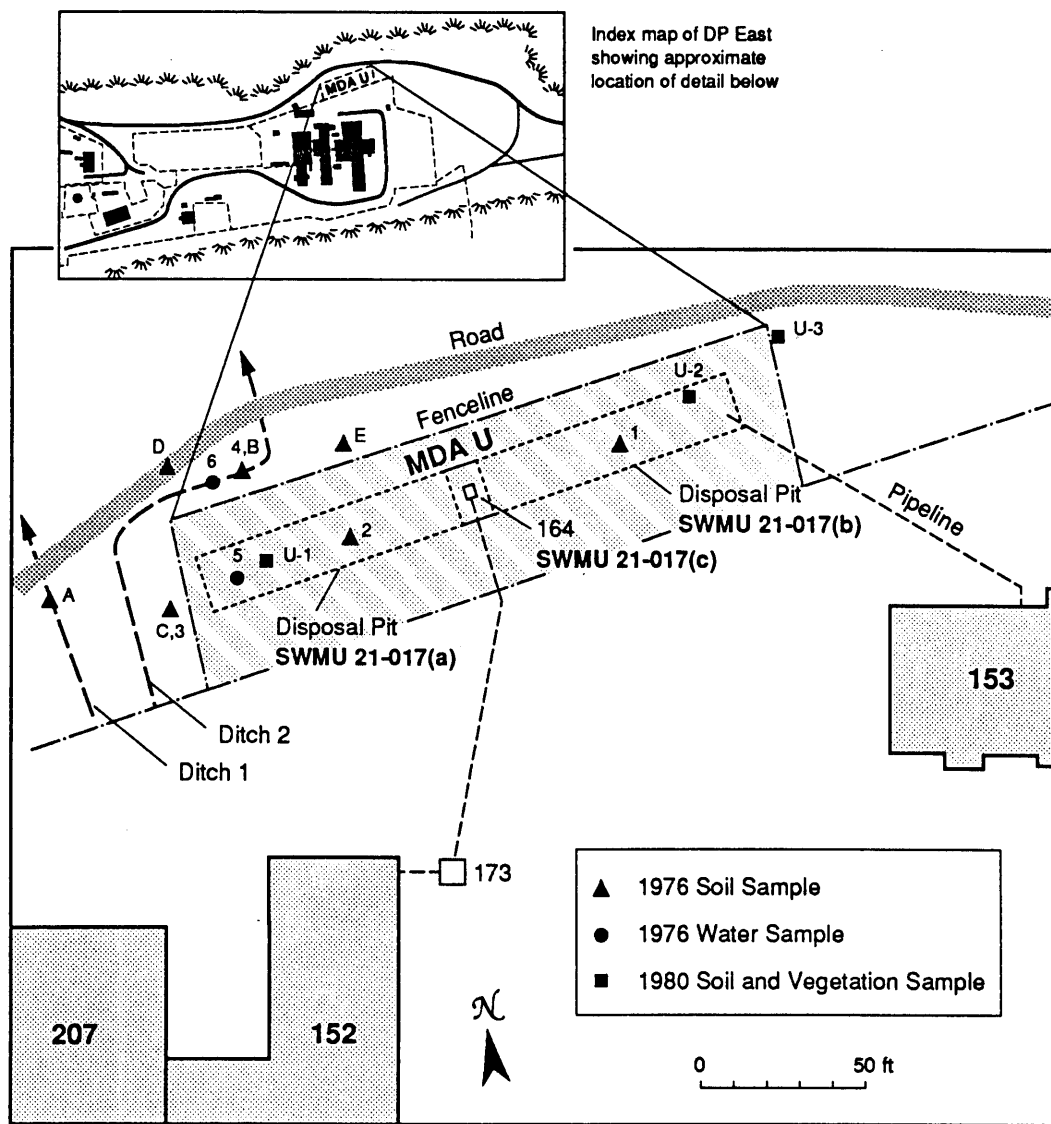 Index map of DP East
showing approximate
location of detail below
MDA U
Road
U-3
U-2
Fenceline
MDA U
E
D
6
4,B
1
Disposal Pit
SWMU 21-017(b)
Pipeline
164
SWMU 21-017(c)
2
5
U-1
A
C,3
Disposal Pit
SWMU 21-017(a)
153
Ditch 2
Ditch 1
173
1976 Soil Sample
1976 Water Sample
1980 Soil and Vegetation Sample
207
152
N
0 50 ft